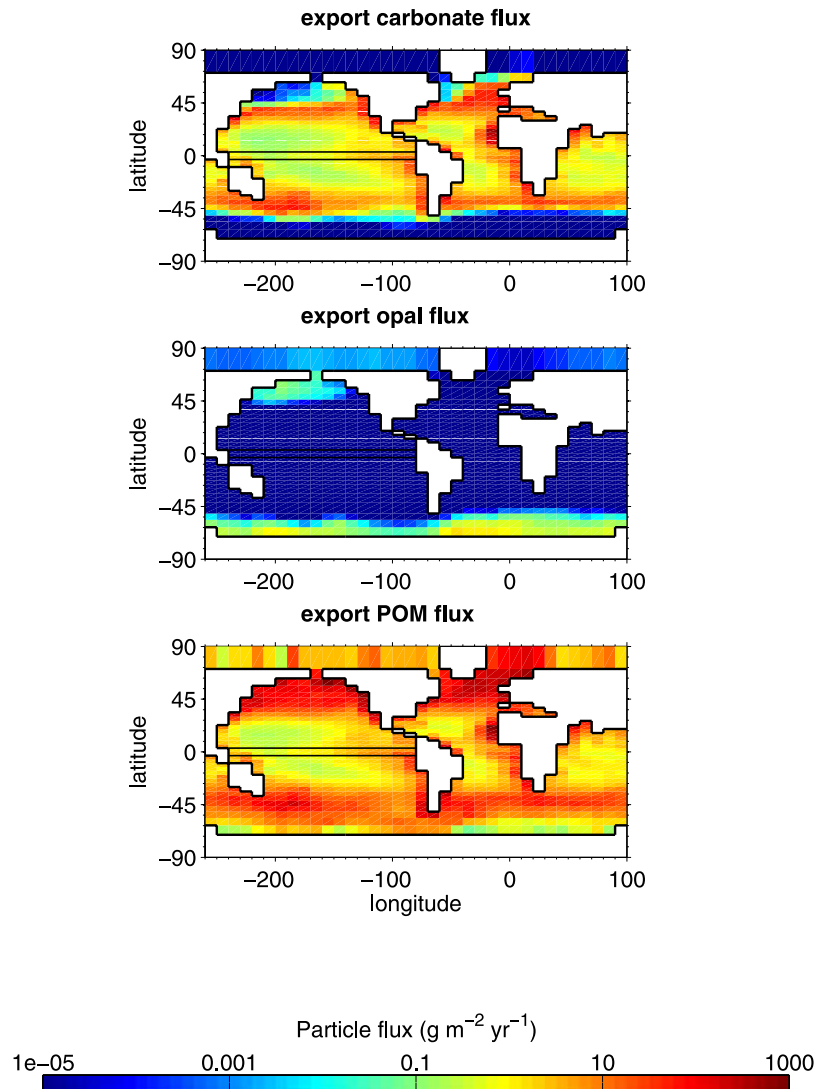 export carbonate flux
90
45
0
−45
−90
latitude
−200 −100 0 100
export opal flux
90
45
0
−45
−90
latitude
−200 −100 0 100
export POM flux
90
45
0
−45
−90
latitude
−200 −100 0 100
longitude
Particle flux (g m⁻² yr⁻¹)
1e−05 0.001 0.1 10 1000